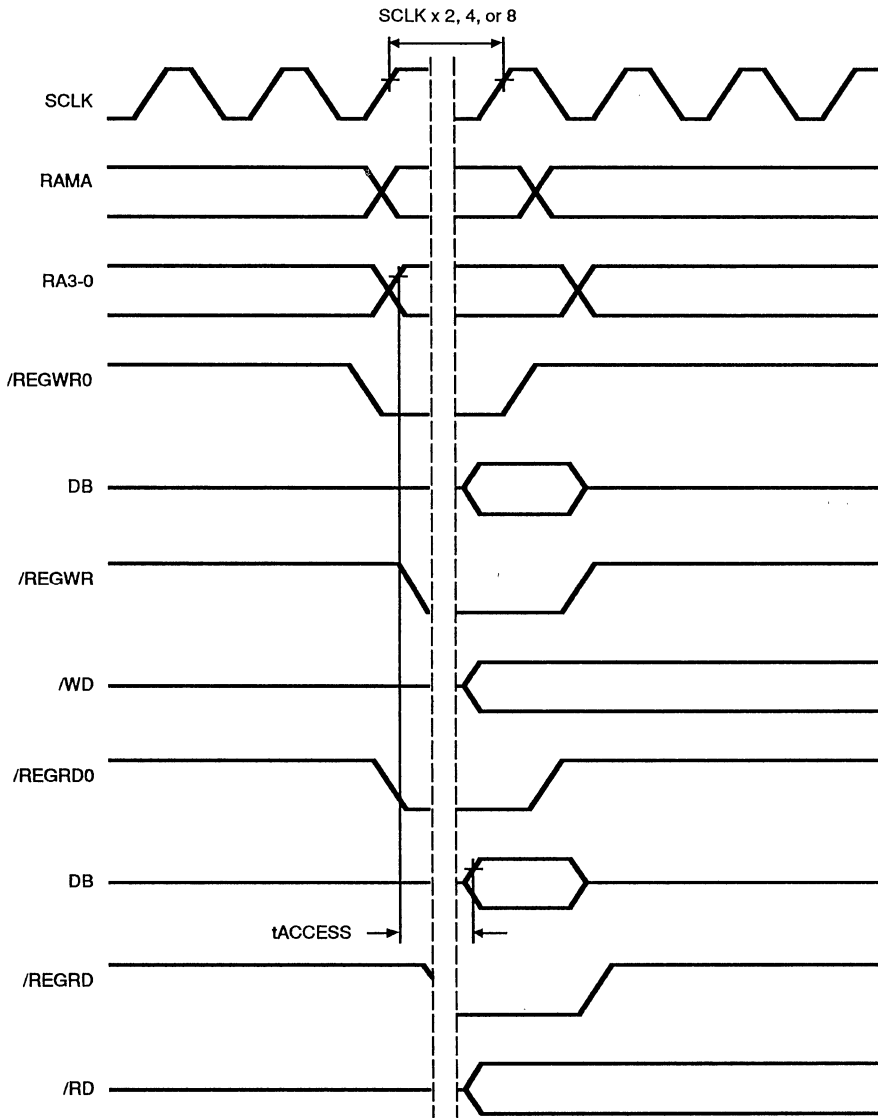 SCLK x 2, 4, or 8
SCLK
RAMA
RA3-0
/REGWR0
DB
/REGWR
/WD
/REGRD0
DB
tACCESS
/REGRD
/RD